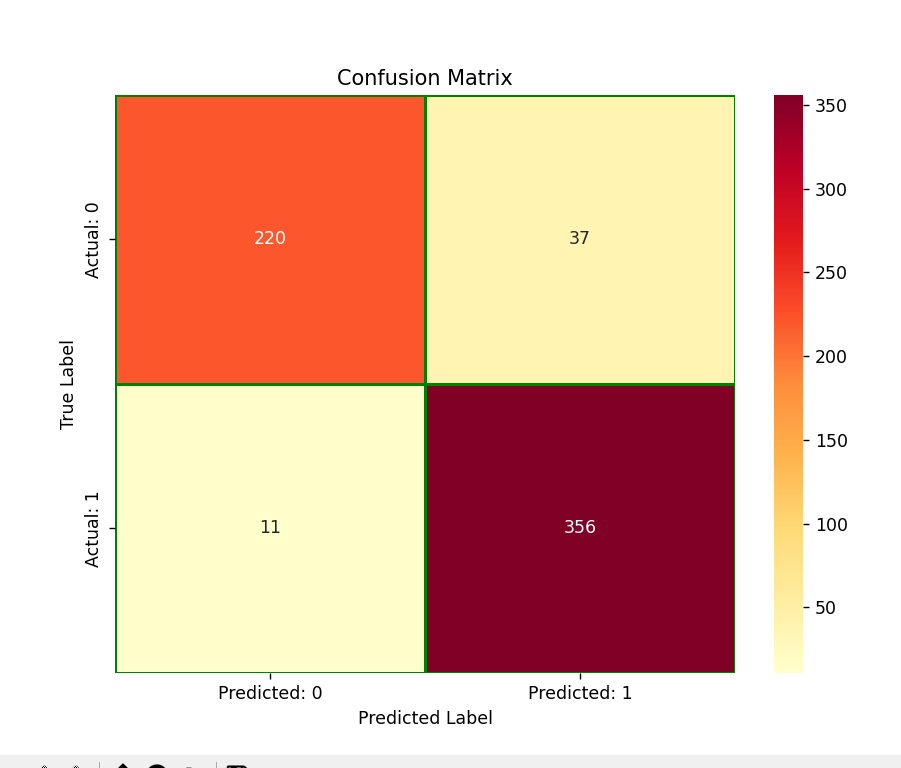 Confusion Matrix
350
300
250
200
150
100
50
True Label
Actual: 0
Actual: 1
220
37
11
356
Predicted: 0
Predicted: 1
Predicted Label